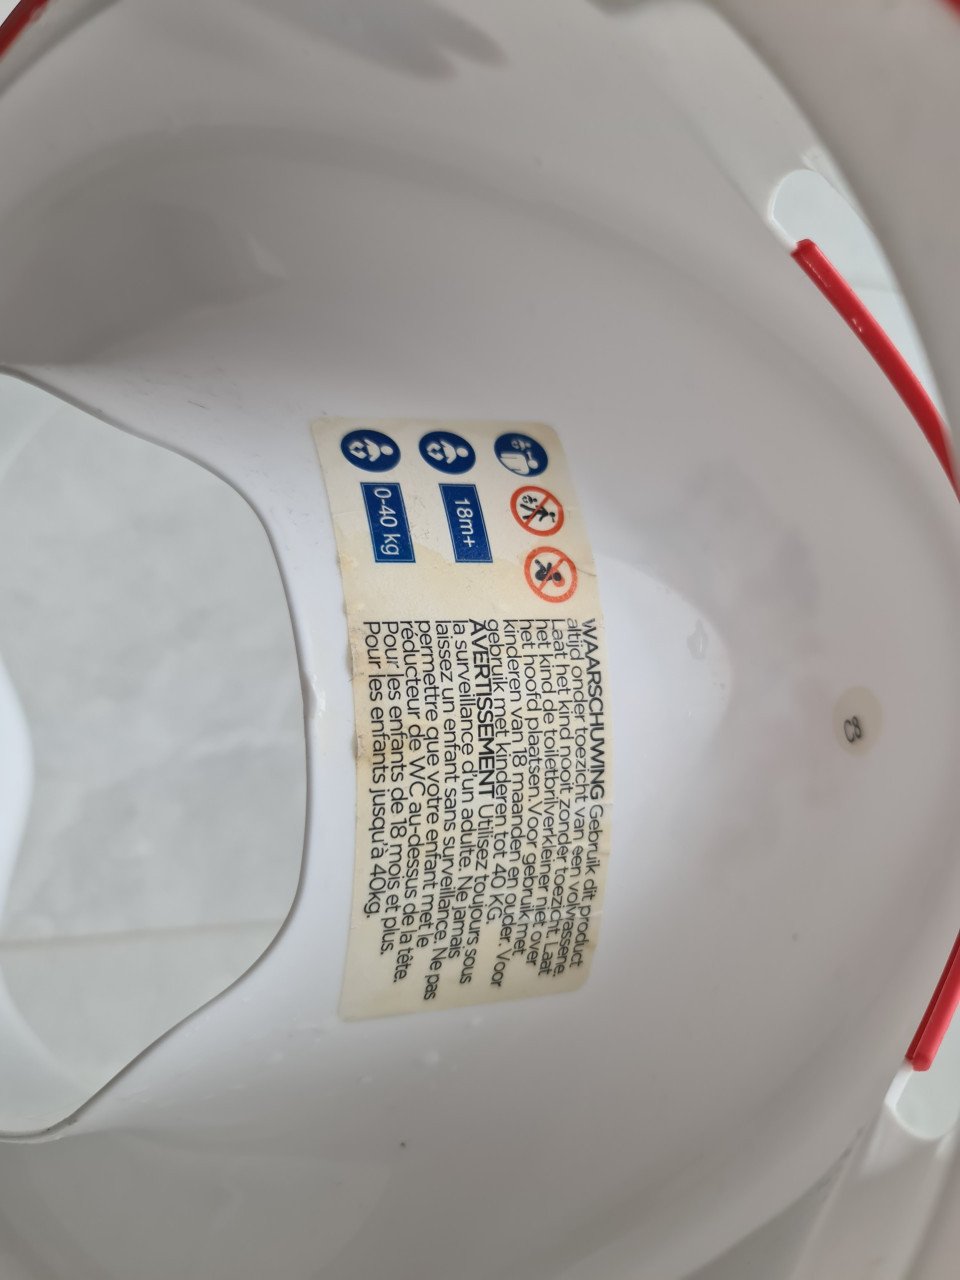 18m+
0-40 kg
WAARSCHUWING Gebruik dit product
altijd onder toezicht van een volwassene.
Laat het kind nooit zonder toezicht. Laat
het kind de toiletbrilverkleiner niet over
het hoofd plaatsen.Voor gebruik met
kinderen van 18 maanden en ouder. Voor
gebruik met kinderen tot 40 KG.
AVERTISSEMENT Utilisez toujours sous
la surveillance d'un adulte. Ne jamais
laissez un enfant sans surveillance. Ne pas
permettre que votre enfant met le
réducteur de WC au-dessus de la tête.
Pour les enfants de 18 mois et plus.
Pour les enfants jusqu'à 40kg.
8